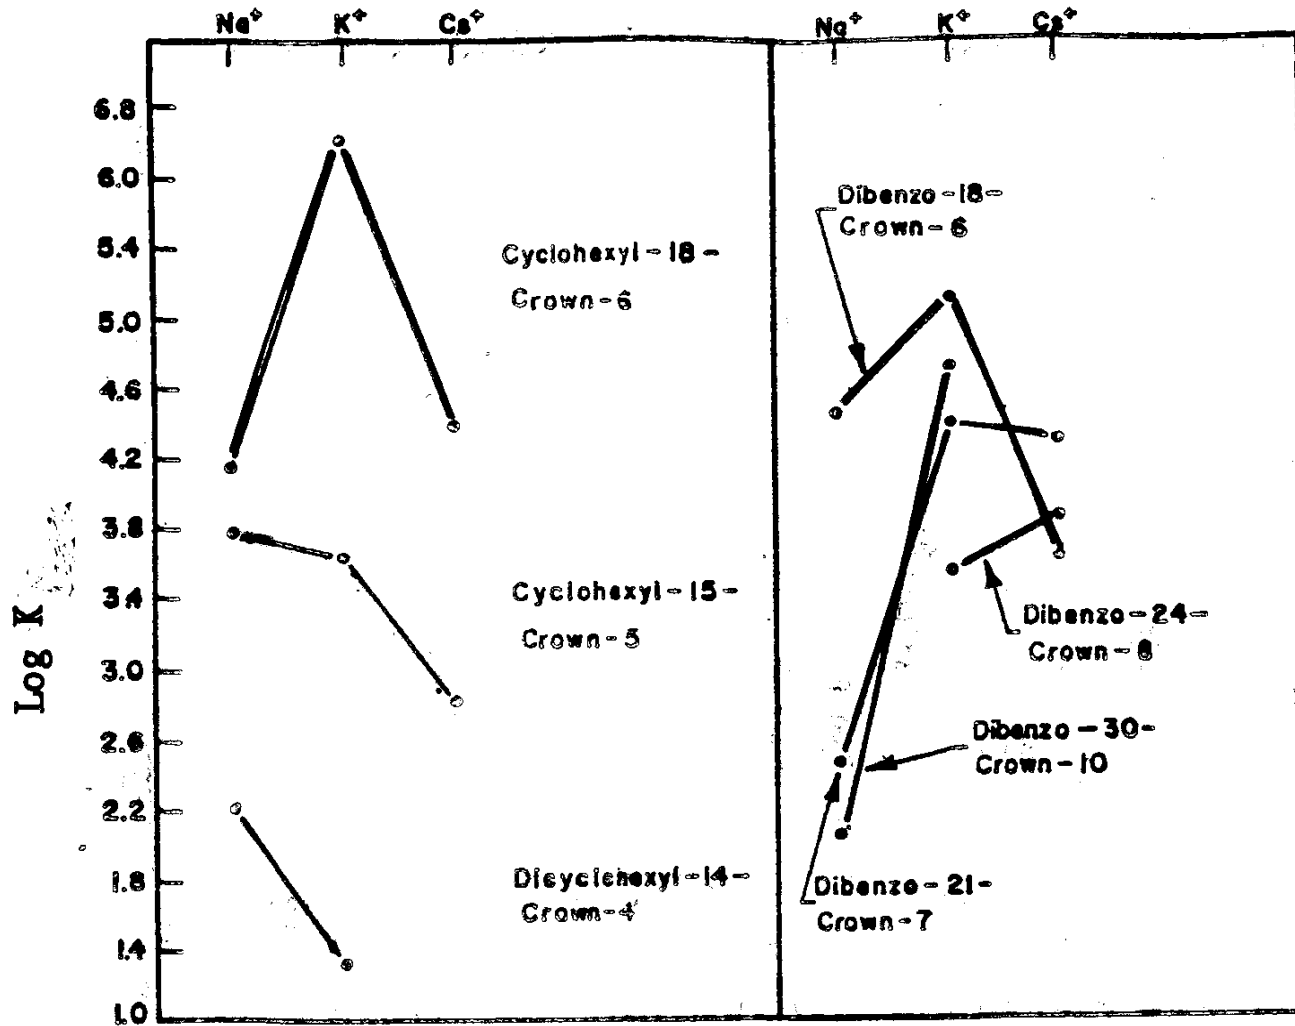 Na⁺ K⁺ Cs⁺ Na⁺ K⁺ Cs⁺
6.8
6.0
5.4
5.0
4.6
4.2
3.8
3.4
3.0
2.6
2.2
1.8
1.4
1.0
Log K
Cyclohexyl-18-
Crown-6
Cyclohexyl-15-
Crown-5
Dicyclohexyl-14-
Crown-4
Dibenzo-18-
Crown-6
Dibenzo-24-
Crown-8
Dibenzo-30-
Crown-10
Dibenzo-21-
Crown-7